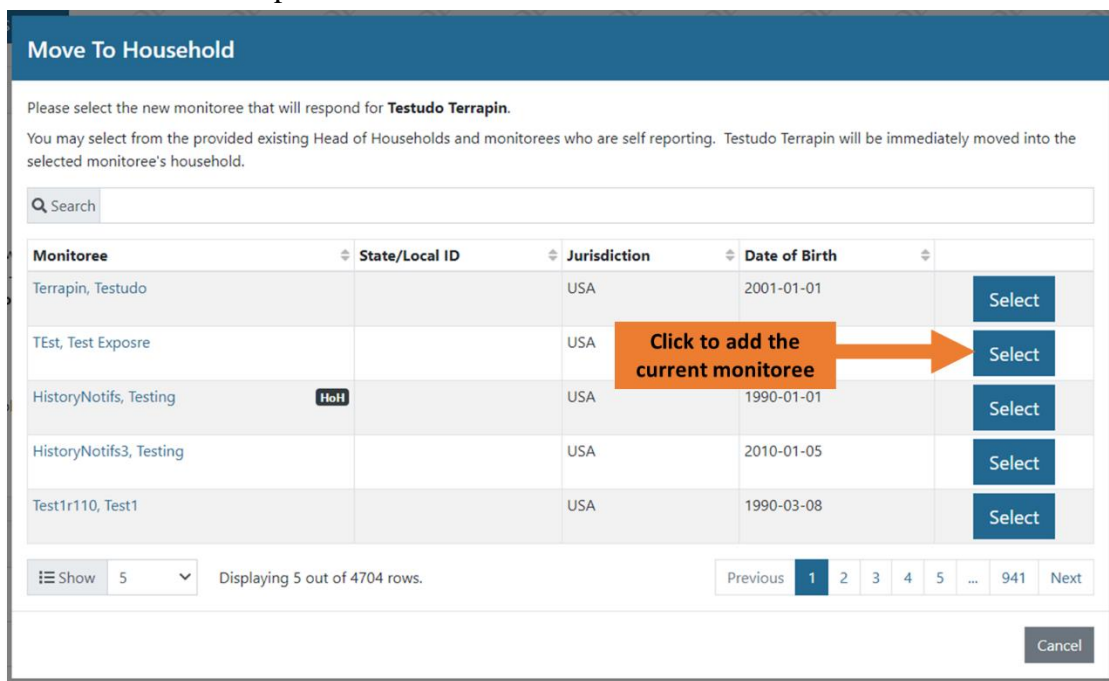 Move To Household
Please select the new monitoree that will respond for Testudo Terrapin.
You may select from the provided existing Head of Households and monitorees who are self reporting. Testudo Terrapin will be immediately moved into the
selected monitoree's household.
Search
Monitoree State/Local ID Jurisdiction Date of Birth
Terrapin, Testudo USA 2001-01-01 Select
TEst, Test Exposre USA Click to add the current monitoree Select
HistoryNotifs, Testing HoH USA 1990-01-01 Select
HistoryNotifs3, Testing USA 2010-01-05 Select
Test1r110, Test1 USA 1990-03-08 Select
Show 5 Displaying 5 out of 4704 rows. Previous 1 2 3 4 5 ... 941 Next
Cancel